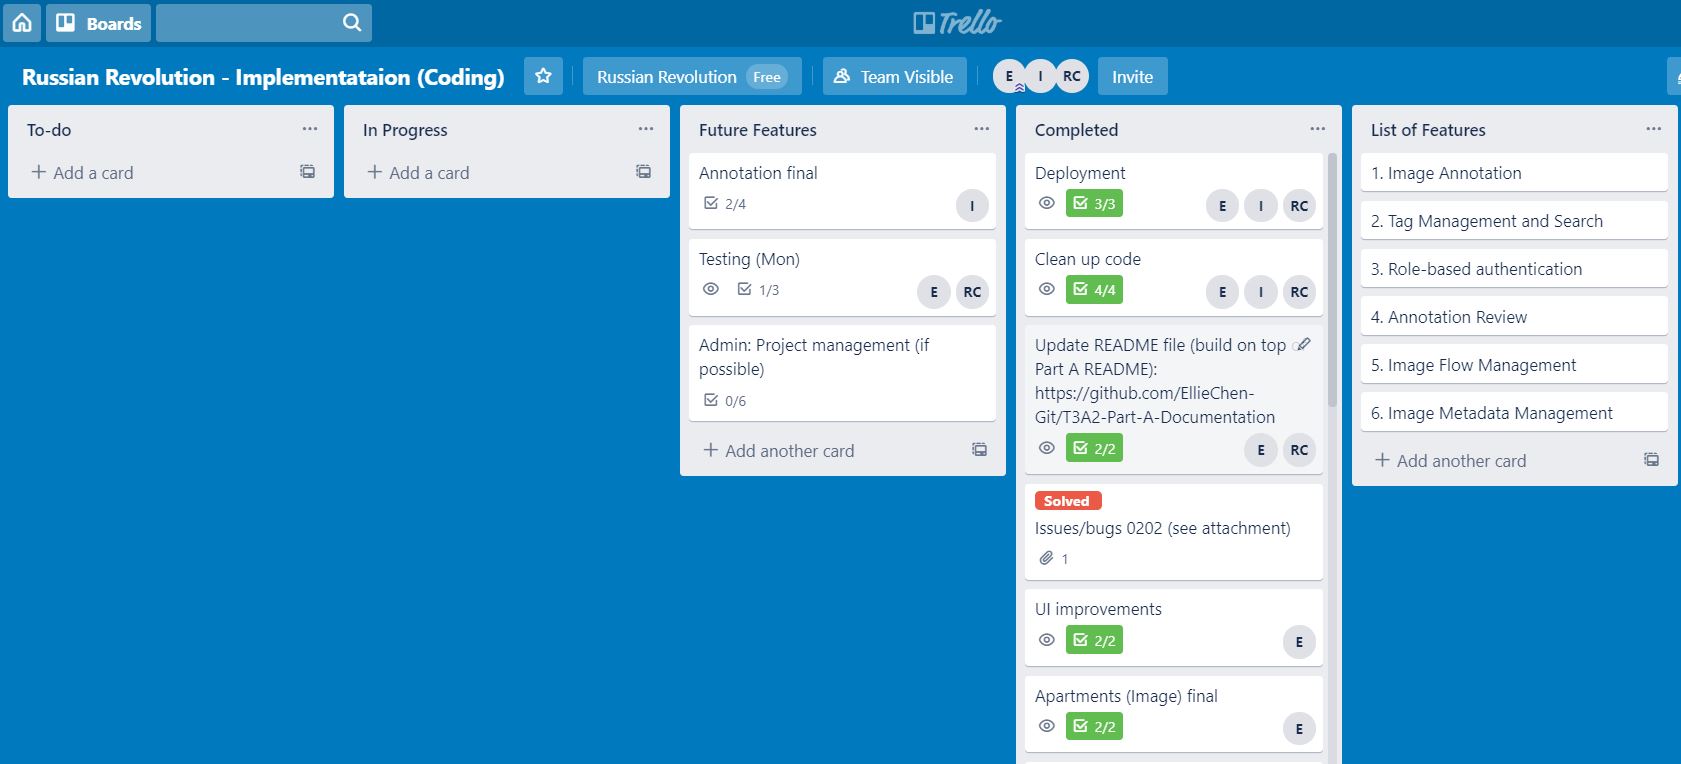 Boards
Trello
Russian Revolution - Implementataion (Coding)
Russian Revolution Free
Team Visible
E I RC
Invite
To-do
Add a card
In Progress
Add a card
Future Features
Annotation final
2/4
I
Testing (Mon)
1/3
E RC
Admin: Project management (if
possible)
0/6
Add another card
Completed
Deployment
3/3
E I RC
Clean up code
4/4
E I RC
Update README file (build on top
Part A README):
https://github.com/EllieChen-
Git/T3A2-Part-A-Documentation
2/2
E RC
Solved
Issues/bugs 0202 (see attachment)
1
UI improvements
2/2
E
Apartments (Image) final
2/2
E
List of Features
1. Image Annotation
2. Tag Management and Search
3. Role-based authentication
4. Annotation Review
5. Image Flow Management
6. Image Metadata Management
Add another card